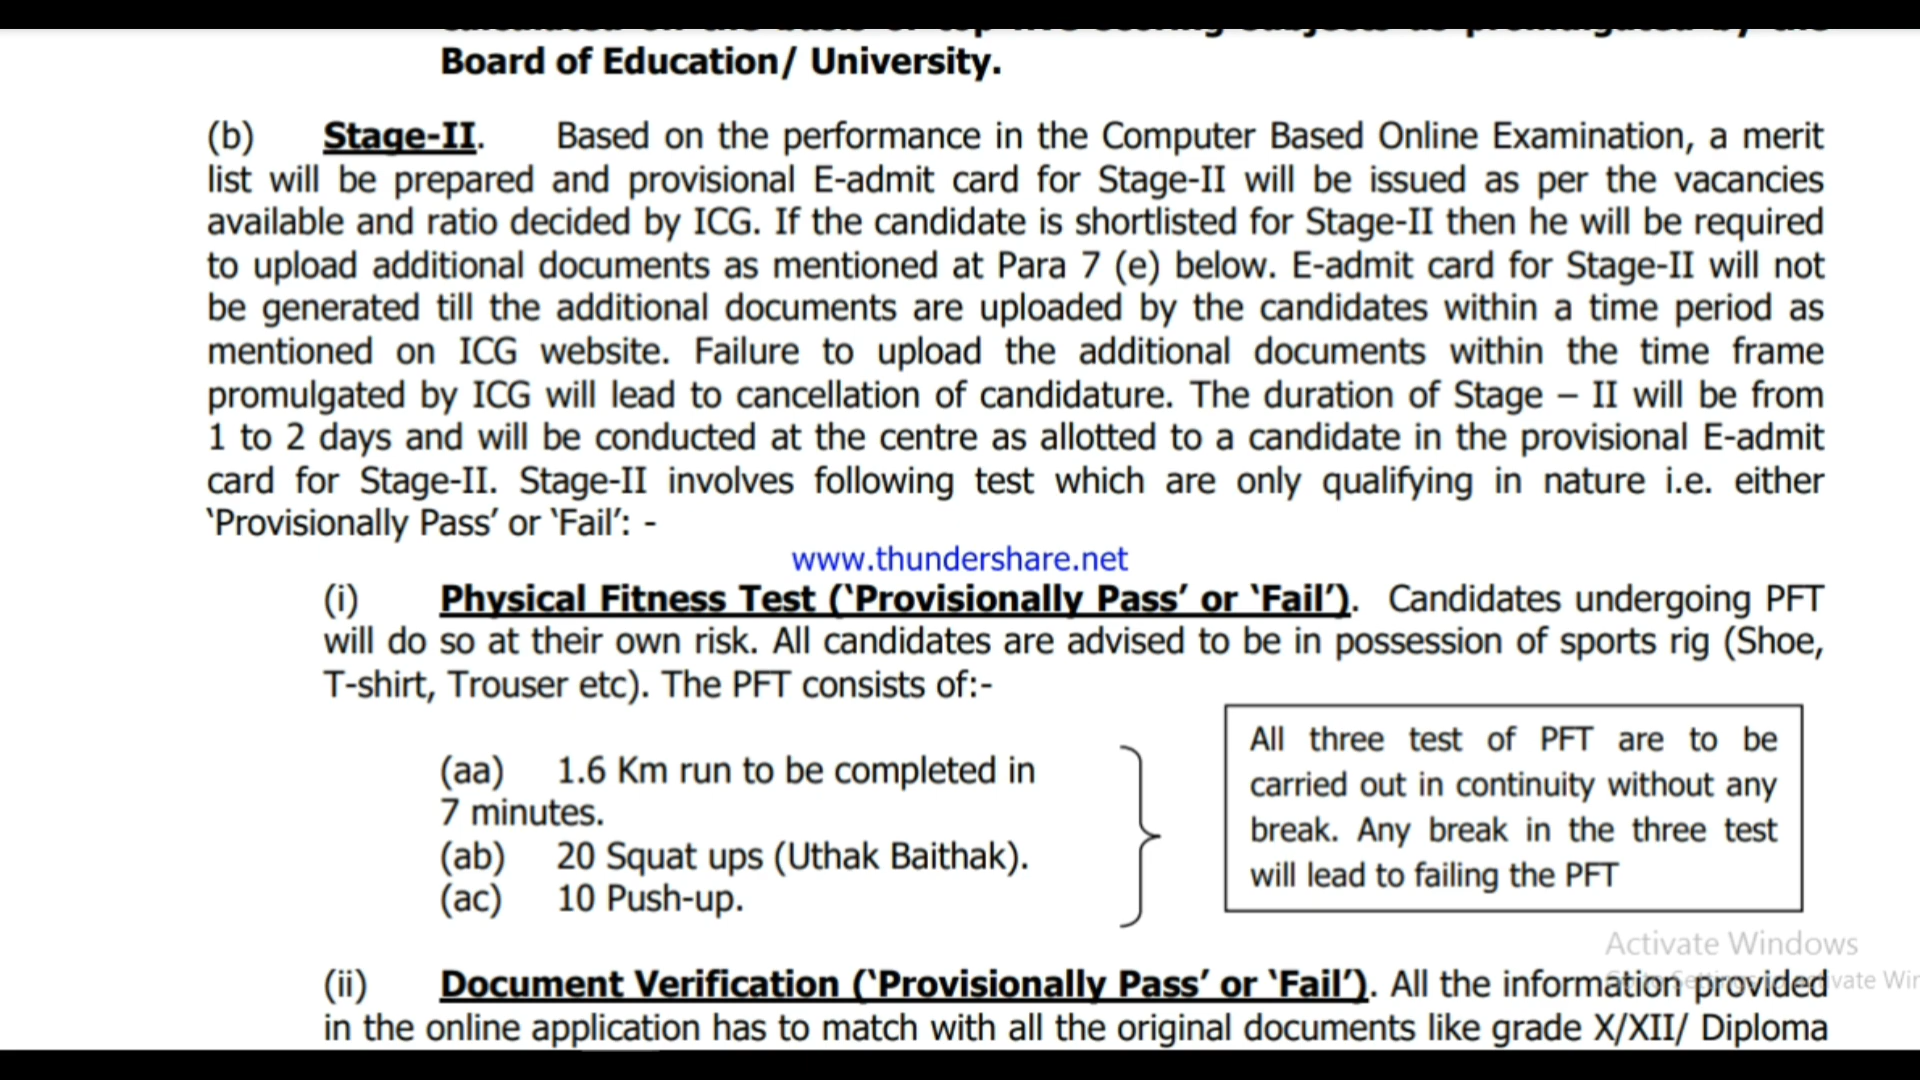 Board of Education/ University.
(b) Stage-II. Based on the performance in the Computer Based Online Examination, a merit
list will be prepared and provisional E-admit card for Stage-II will be issued as per the vacancies
available and ratio decided by ICG. If the candidate is shortlisted for Stage-II then he will be required
to upload additional documents as mentioned at Para 7 (e) below. E-admit card for Stage-II will not
be generated till the additional documents are uploaded by the candidates within a time period as
mentioned on ICG website. Failure to upload the additional documents within the time frame
promulgated by ICG will lead to cancellation of candidature. The duration of Stage – II will be from
1 to 2 days and will be conducted at the centre as allotted to a candidate in the provisional E-admit
card for Stage-II. Stage-II involves following test which are only qualifying in nature i.e. either
‘Provisionally Pass’ or ‘Fail’: -
www.thundershare.net
(i) Physical Fitness Test (‘Provisionally Pass’ or ‘Fail’). Candidates undergoing PFT
will do so at their own risk. All candidates are advised to be in possession of sports rig (Shoe,
T-shirt, Trouser etc). The PFT consists of:-
(aa) 1.6 Km run to be completed in
7 minutes.
(ab) 20 Squat ups (Uthak Baithak).
(ac) 10 Push-up.
All three test of PFT are to be
carried out in continuity without any
break. Any break in the three test
will lead to failing the PFT
Activate Windows
(ii) Document Verification (‘Provisionally Pass’ or ‘Fail’). All the information provided
in the online application has to match with all the original documents like grade X/XII/ Diploma